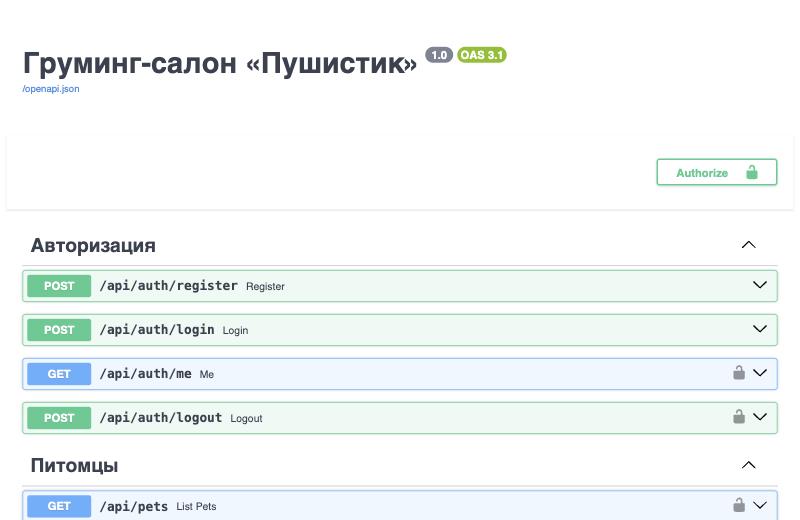 Груминг-салон «Пушистик» 1.0 OAS 3.1
/openapi.json
Authorize
Авторизация
POST /api/auth/register Register
POST /api/auth/login Login
GET /api/auth/me Me
POST /api/auth/logout Logout
Питомцы
GET /api/pets List Pets